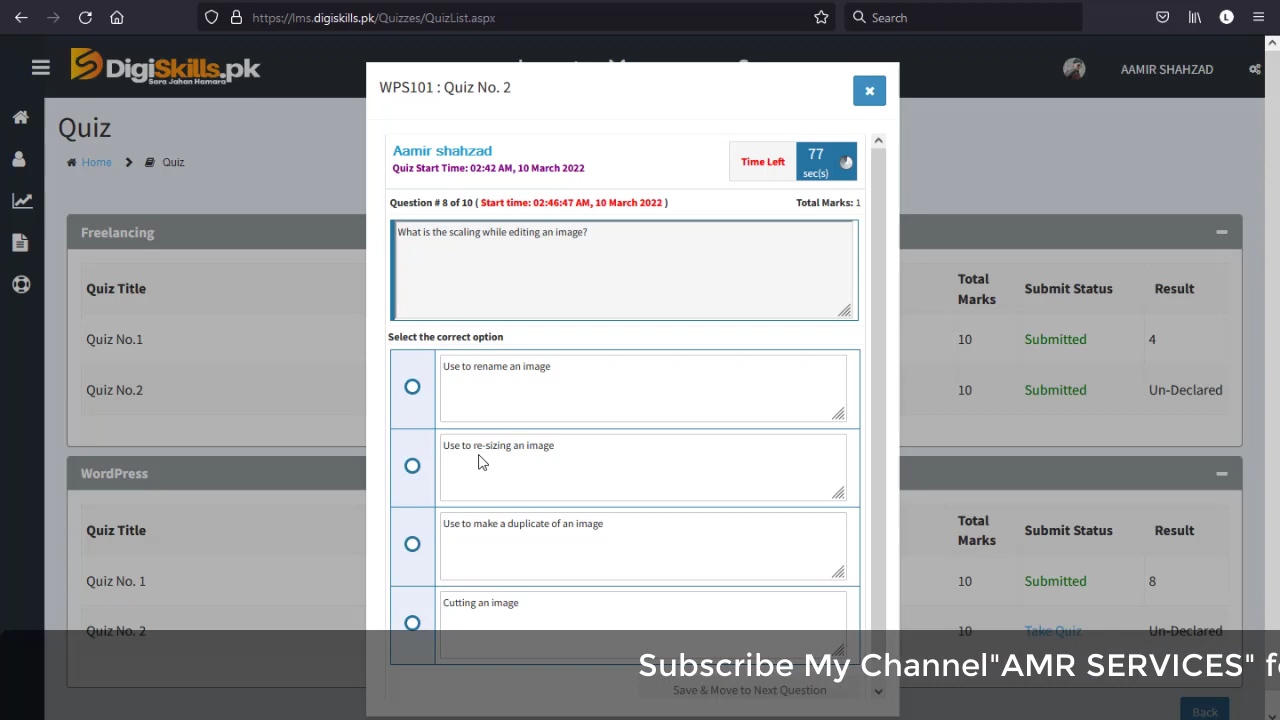 https://lms.digiskills.pk/Quizzes/QuizList.aspx
Search
L
DigiSkills.pk
Sara Jahan Hamara
AAMIR SHAHZAD
Quiz
Home
Quiz
WPS101 : Quiz No. 2
Aamir shahzad
Quiz Start Time: 02:42 AM, 10 March 2022
Time Left
77
sec(s)
Question # 8 of 10 ( Start time: 02:46:47 AM, 10 March 2022 )
Total Marks: 1
What is the scaling while editing an image?
Select the correct option
Use to rename an image
Use to re-sizing an image
Use to make a duplicate of an image
Cutting an image
Save & Move to Next Question
Freelancing
Quiz Title
Total
Marks
Submit Status
Result
Quiz No.1
10
Submitted
4
Quiz No.2
10
Submitted
Un-Declared
WordPress
Quiz Title
Total
Marks
Submit Status
Result
Quiz No. 1
10
Submitted
8
Quiz No. 2
10
Take Quiz
Un-Declared
Back
Subscribe My Channel"AMR SERVICES" f